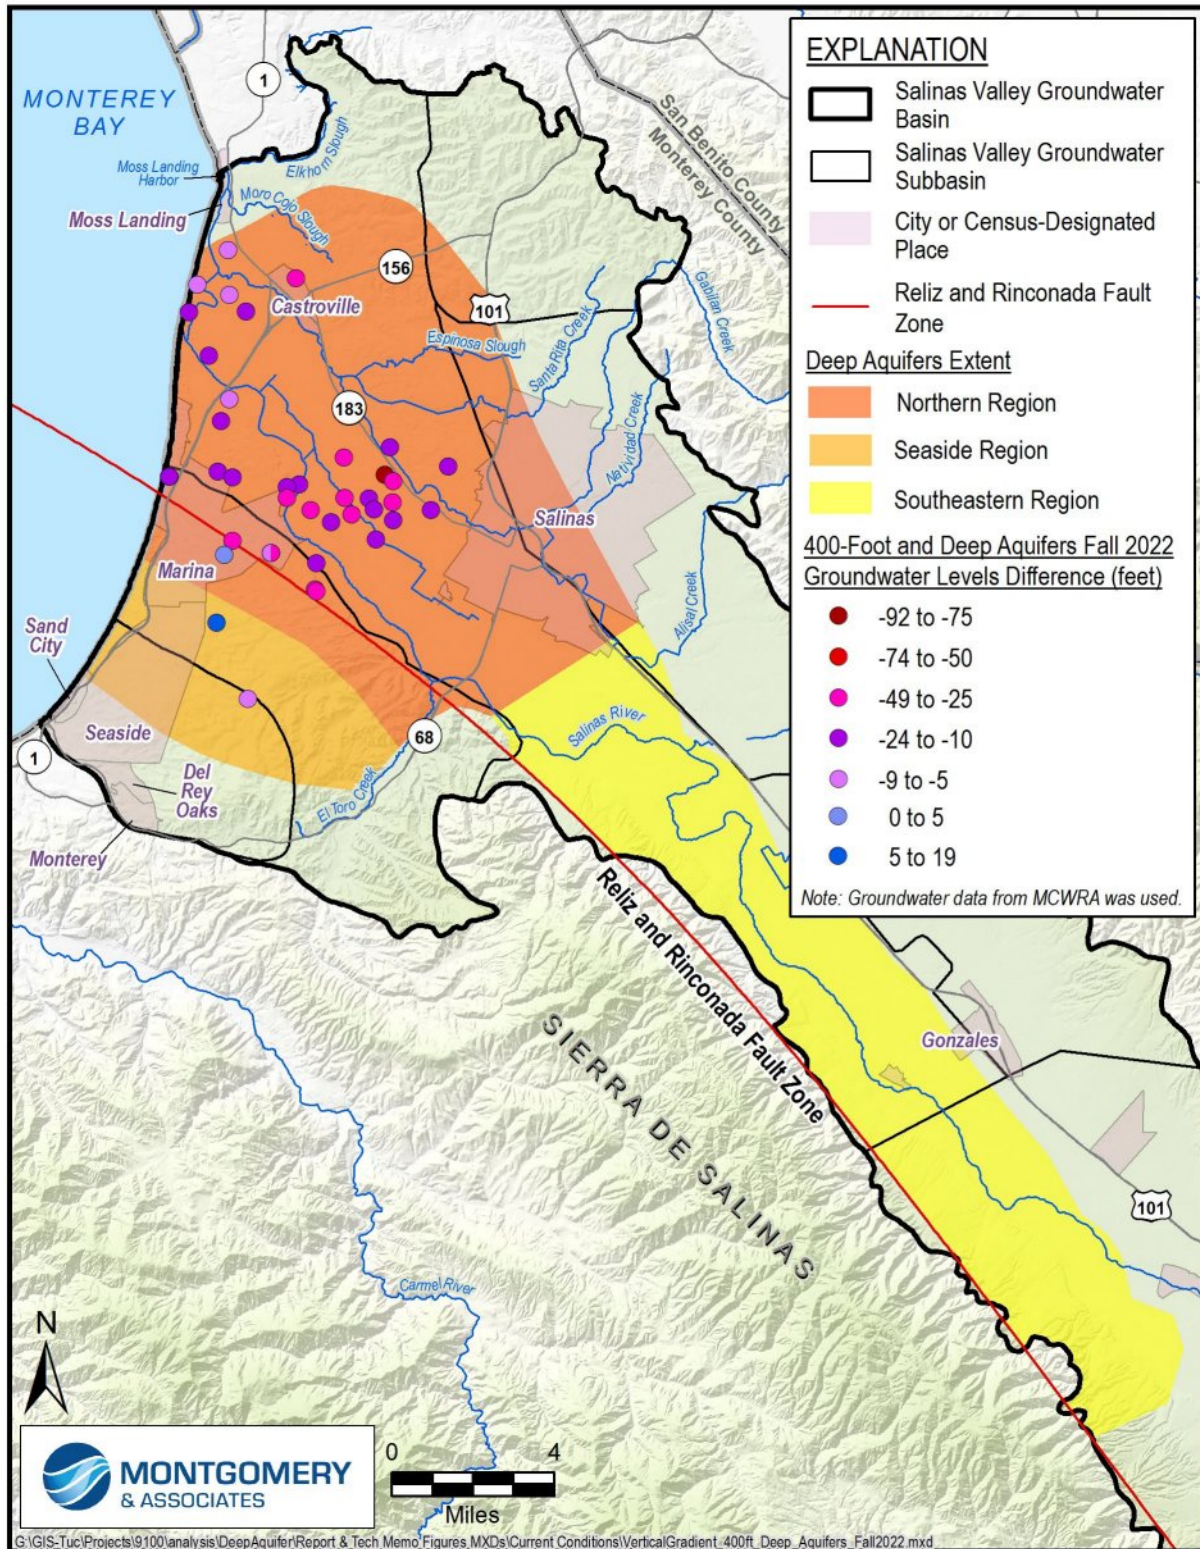 EXPLANATION
Salinas Valley Groundwater
Basin
Salinas Valley Groundwater
Subbasin
City or Census-Designated
Place
Reliz and Rinconada Fault
Zone
Deep Aquifers Extent
Northern Region
Seaside Region
Southeastern Region
400-Foot and Deep Aquifers Fall 2022
Groundwater Levels Difference (feet)
-92 to -75
-74 to -50
-49 to -25
-24 to -10
-9 to -5
0 to 5
5 to 19
Note: Groundwater data from MCWRA was used.
1
MONTEREY
BAY
San Benito County
Monterey County
Moss Landing
Harbor
Elkhorn Slough
Moro Cojo Slough
Moss Landing
156
Gabilan Creek
Castroville
101
Espinosa Slough
Santa Rita Creek
183
Natividad Creek
Salinas
Marina
Alisal Creek
Sand
City
Seaside
Salinas River
68
1
Del
Rey
Oaks
El Toro Creek
Monterey
Reliz and Rinconada Fault Zone
SIERRA DE SALINAS
Gonzales
101
Carmel River
N
MONTGOMERY
& ASSOCIATES
0 4
Miles
G:\GIS-Tuc\Projects\9100\analysis\DeepAquifer\Report & Tech Memo Figures MXDs\Current Conditions\VerticalGradient_400ft_Deep_Aquifers_Fall2022.mxd